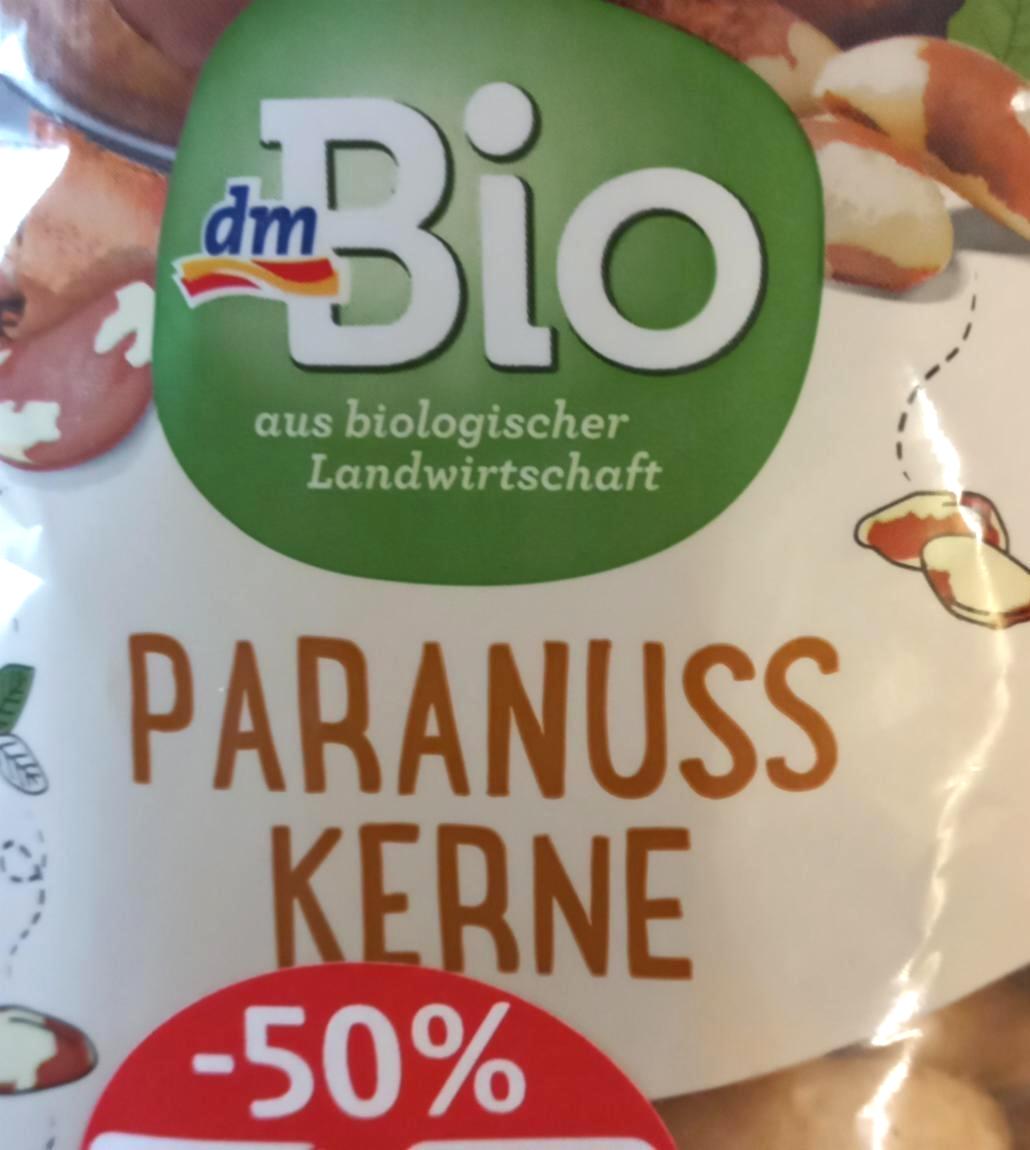 dm
Bio
aus biologischer
Landwirtschaft
PARANUSS
KERNE
-50%